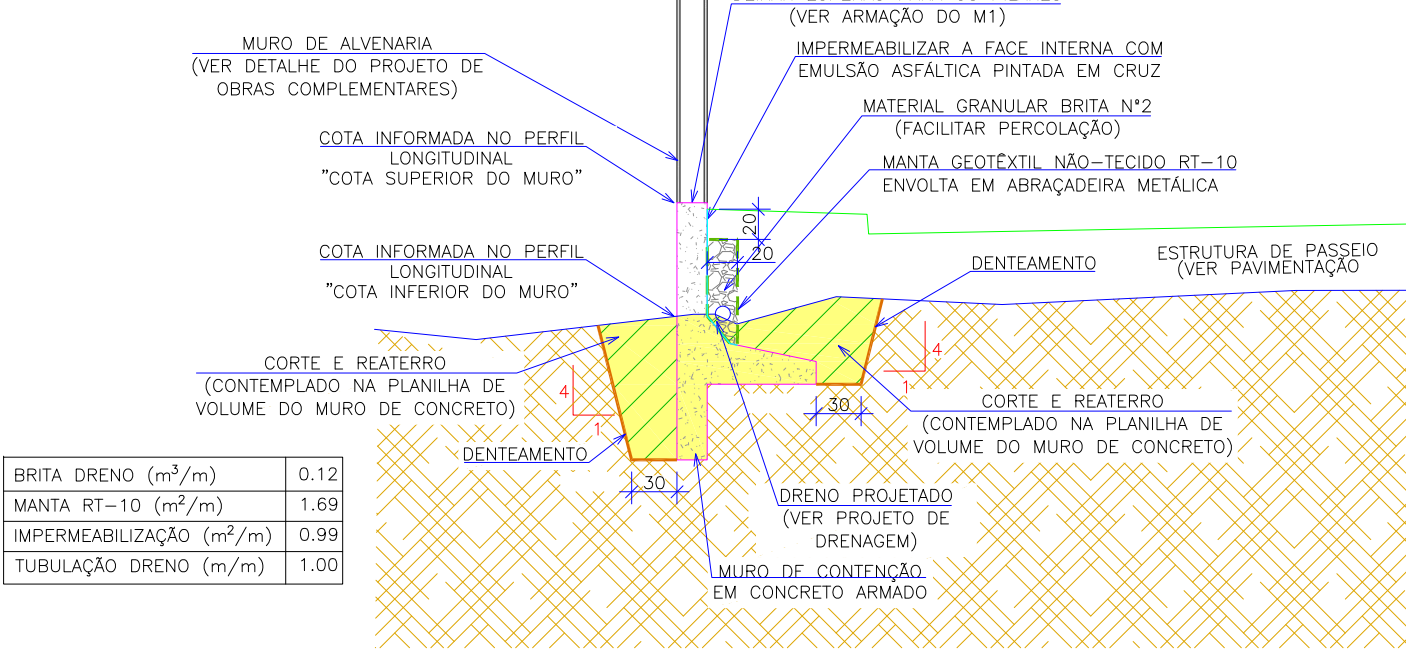 (VER ARMAÇÃO DO M1)
MURO DE ALVENARIA
(VER DETALHE DO PROJETO DE
OBRAS COMPLEMENTARES)
IMPERMEABILIZAR A FACE INTERNA COM
EMULSÃO ASFÁLTICA PINTADA EM CRUZ
MATERIAL GRANULAR BRITA N°2
(FACILITAR PERCOLAÇÃO)
COTA INFORMADA NO PERFIL
LONGITUDINAL
"COTA SUPERIOR DO MURO"
MANTA GEOTÊXTIL NÃO-TECIDO RT-10
ENVOLTA EM ABRAÇADEIRA METÁLICA
20
20
COTA INFORMADA NO PERFIL
LONGITUDINAL
"COTA INFERIOR DO MURO"
DENTEAMENTO
ESTRUTURA DE PASSEIO
(VER PAVIMENTAÇÃO
CORTE E REATERRO
(CONTEMPLADO NA PLANILHA DE
VOLUME DO MURO DE CONCRETO)
4
1
4
1
30
CORTE E REATERRO
(CONTEMPLADO NA PLANILHA DE
VOLUME DO MURO DE CONCRETO)
DENTEAMENTO
30
DRENO PROJETADO
(VER PROJETO DE
DRENAGEM)
MURO DE CONTENÇÃO
EM CONCRETO ARMADO
BRITA DRENO (m³/m) 0.12
MANTA RT-10 (m²/m) 1.69
IMPERMEABILIZAÇÃO (m²/m) 0.99
TUBULAÇÃO DRENO (m/m) 1.00